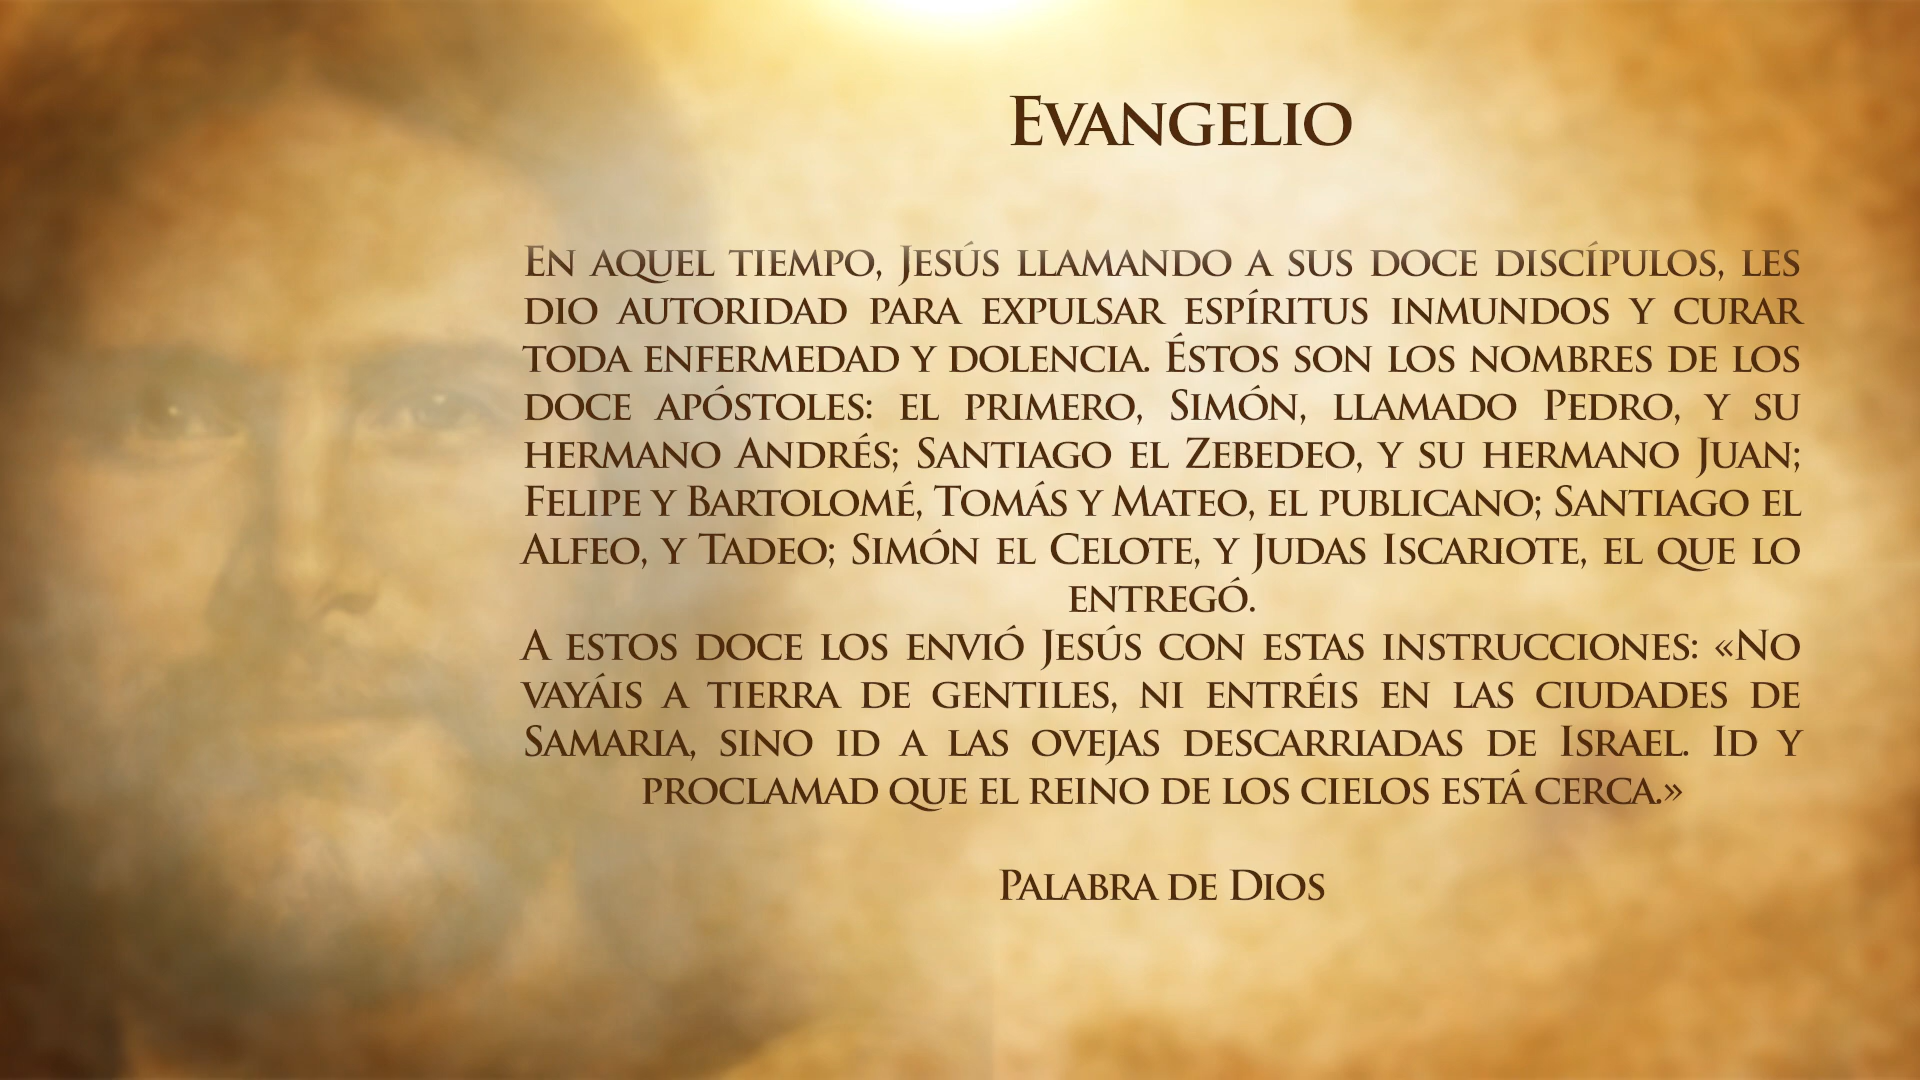 Evangelio
En aquel tiempo, Jesús llamando a sus doce discípulos, les
dio autoridad para expulsar espíritus inmundos y curar
toda enfermedad y dolencia. Éstos son los nombres de los
doce apóstoles: el primero, Simón, llamado Pedro, y su
hermano Andrés; Santiago el Zebedeo, y su hermano Juan;
Felipe y Bartolomé, Tomás y Mateo, el publicano; Santiago el
Alfeo, y Tadeo; Simón el Celote, y Judas Iscariote, el que lo
entregó.
A estos doce los envió Jesús con estas instrucciones: «No
vayáis a tierra de gentiles, ni entréis en las ciudades de
Samaria, sino id a las ovejas descarriadas de Israel. Id y
proclamad que el reino de los cielos está cerca.»
Palabra de Dios